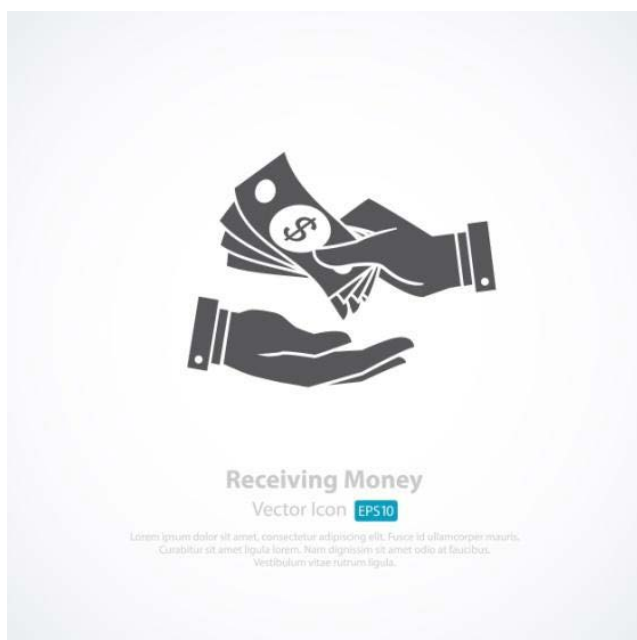 $
Receiving Money
Vector Icon EPS10
Lorem ipsum dolor sit amet, consectetur adipiscing elit. Fusce id ullamcorper mauris.
Curabitur sit amet ligula lorem. Nam dignissim sit amet odio at faucibus.
Vestibulum vitae rutrum ligula.